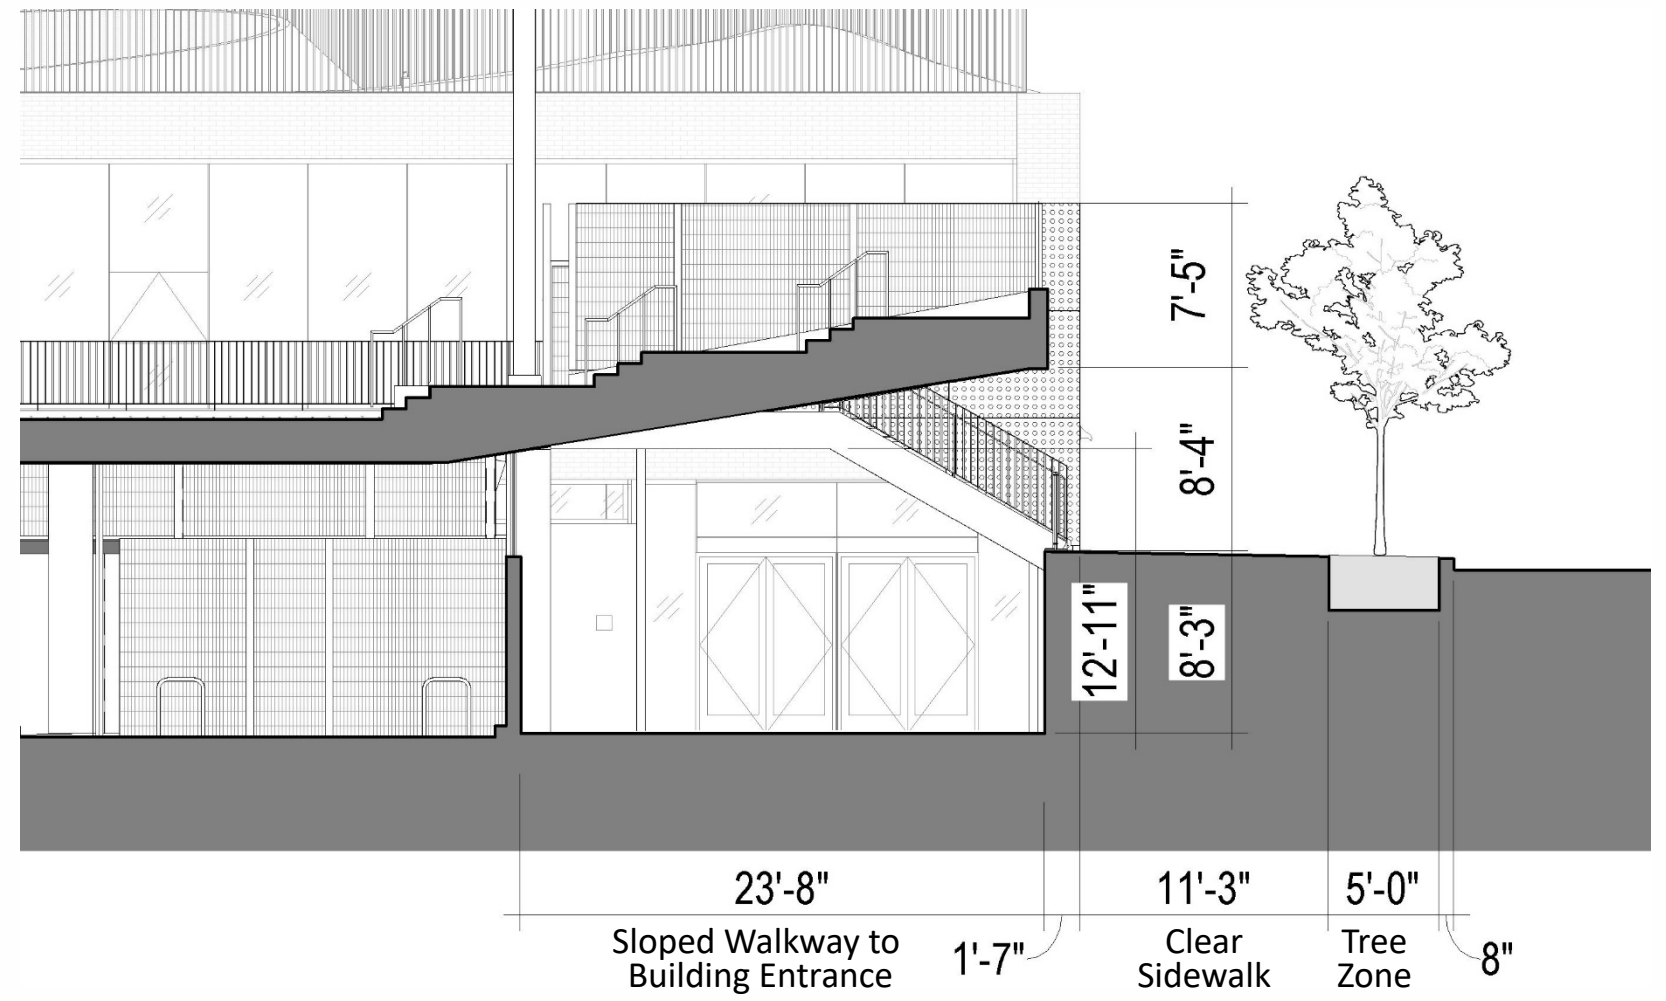 7'-5"
8'-4"
12'-11"
8'-3"
23'-8"
11'-3"
5'-0"
Sloped Walkway to
Building Entrance
1'-7"
Clear
Sidewalk
Tree
Zone
8"